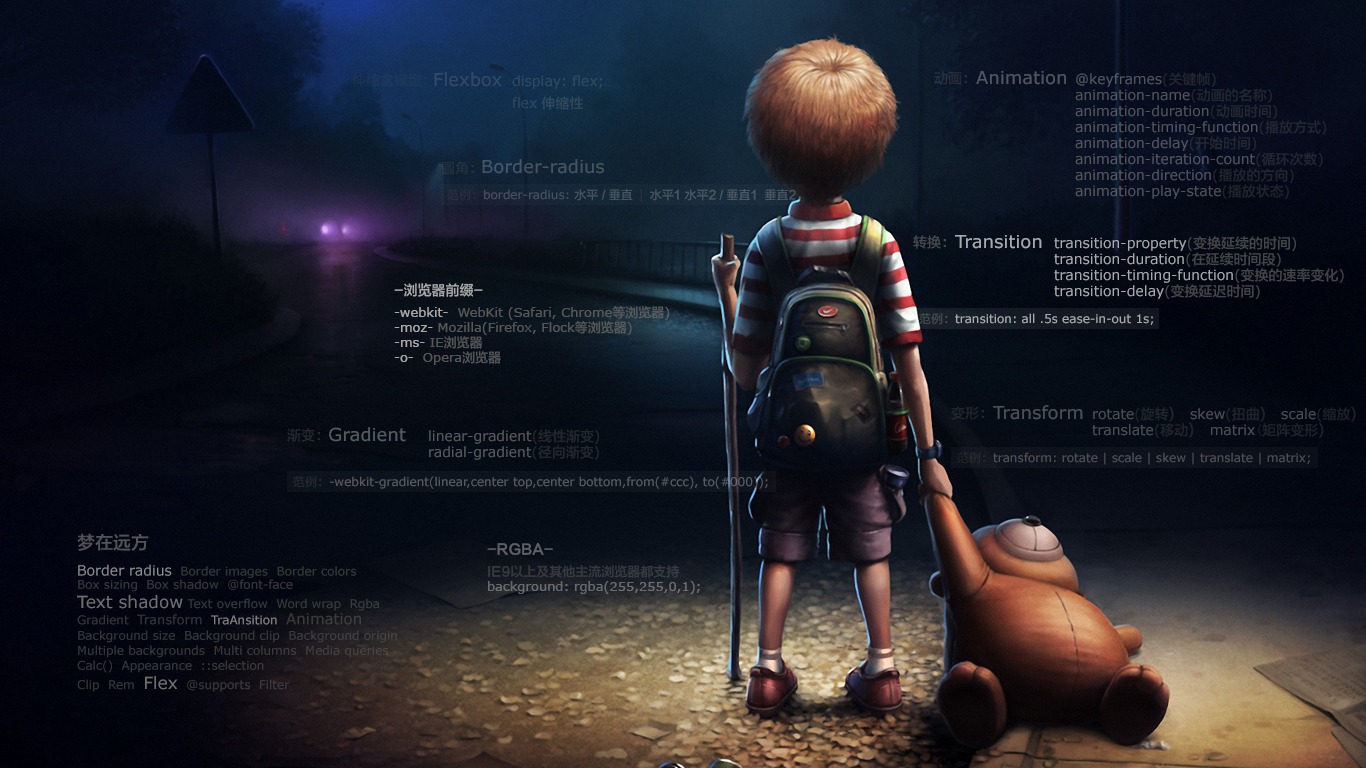 Flexbox display: flex;
flex 伸缩性
圆角: Border-radius
范例: border-radius: 水平 / 垂直 | 水平1 水平2 / 垂直1 垂直2
动画: Animation @keyframes(关键帧)
animation-name(动画的名称)
animation-duration(动画时间)
animation-timing-function(播放方式)
animation-delay(开始时间)
animation-iteration-count(循环次数)
animation-direction(播放的方向)
animation-play-state(播放状态)
转换: Transition transition-property(变换延续的时间)
transition-duration(在延续时间段)
transition-timing-function(变换的速率变化)
transition-delay(变换延迟时间)
范例: transition: all .5s ease-in-out 1s;
–浏览器前缀–
-webkit- WebKit (Safari, Chrome等浏览器)
-moz- Mozilla(Firefox, Flock等浏览器)
-ms- IE浏览器
-o- Opera浏览器
变形: Transform rotate(旋转) skew(扭曲) scale(缩放)
translate(移动) matrix(矩阵变形)
范例: transform: rotate | scale | skew | translate | matrix;
渐变: Gradient linear-gradient(线性渐变)
radial-gradient(径向渐变)
范例: -webkit-gradient(linear,center top,center bottom,from(#ccc), to(#000));
梦在远方
Border radius Border images Border colors
Box sizing Box shadow @font-face
Text shadow Text overflow Word wrap Rgba
Gradient Transform TraAnsition Animation
Background size Background clip Background origin
Multiple backgrounds Multi columns Media queries
Calc() Appearance ::selection
Clip Rem Flex @supports Filter
–RGBA–
IE9以上及其他主流浏览器都支持
background: rgba(255,255,0,1);